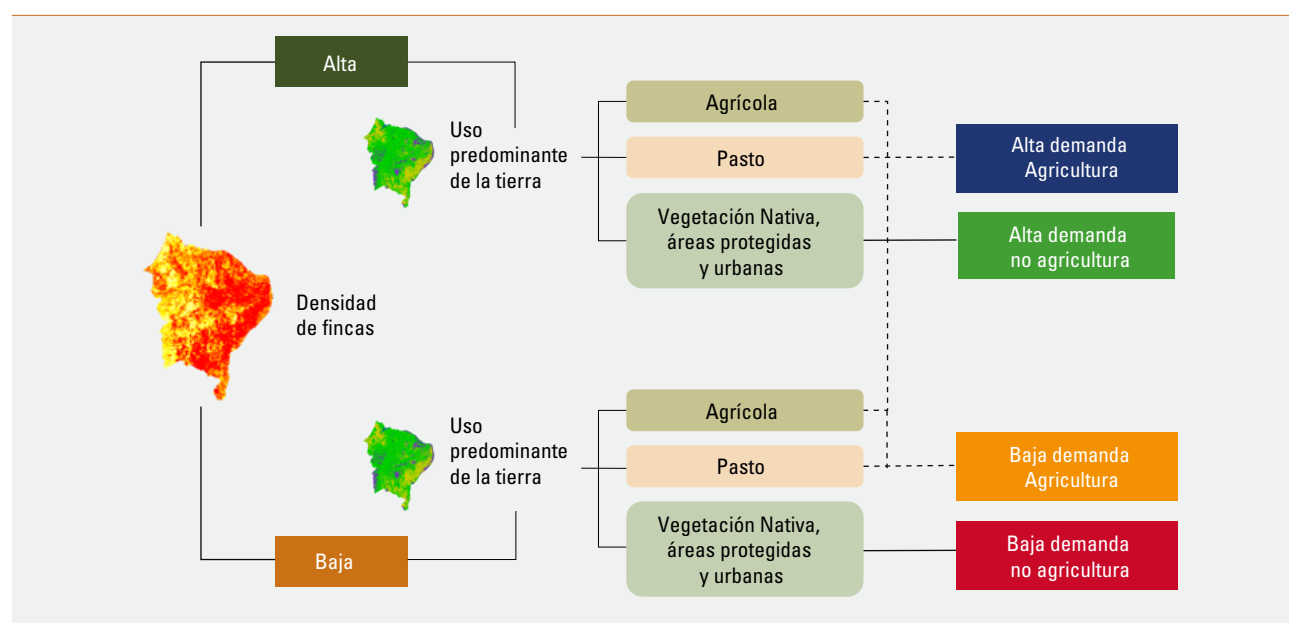 Alta
Uso
predominante
de la tierra
Agrícola
Pasto
Vegetación Nativa,
áreas protegidas
y urbanas
Alta demanda
Agricultura
Alta demanda
no agricultura
Densidad
de fincas
Uso
predominante
de la tierra
Agrícola
Pasto
Vegetación Nativa,
áreas protegidas
y urbanas
Baja demanda
Agricultura
Baja demanda
no agricultura
Baja